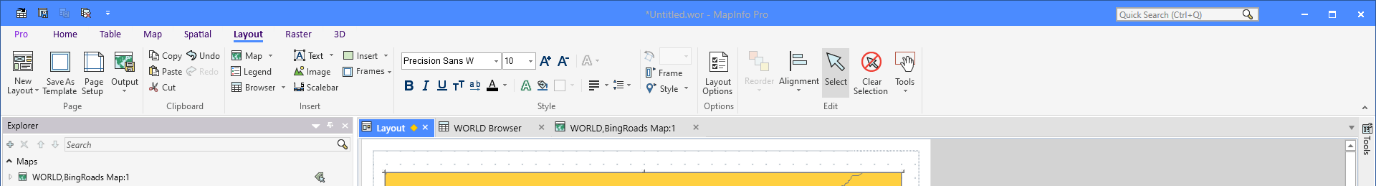 *Untitled.wor - MapInfo Pro
Quick Search (Ctrl+Q)
Pro Home Table Map Spatial Layout Raster 3D
New Layout
Save As Template
Page Setup
Output
Page
Copy Undo
Paste Redo
Cut
Clipboard
Map Text Insert
Legend Image Frames
Browser Scalebar
Insert
Precision Sans W 10 A A A
B I U TT ab A A
Style
Frame
Style
Layout Options
Options
Reorder
Alignment
Select
Clear Selection
Tools
Edit
Explorer
Search
Maps
WORLD,BingRoads Map:1
Layout WORLD Browser WORLD,BingRoads Map:1
Tools